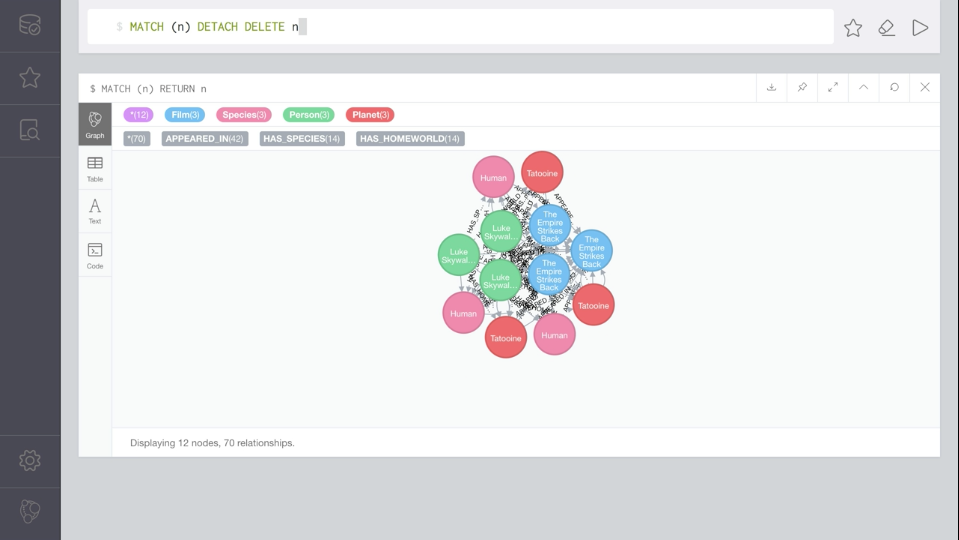 $ MATCH (n) DETACH DELETE n
$ MATCH (n) RETURN n
*(12) Film(3) Species(3) Person(3) Planet(3)
*(70) APPEARED_IN(42) HAS_SPECIES(14) HAS_HOMEWORLD(14)
Graph
Table
Text
Code
Human
Tatooine
Luke
Skywal...
The
Empire
Strikes
Back
Luke
Skywal...
The
Empire
Strikes
Back
Luke
Skywal...
The
Empire
Strikes
Back
Human
Tatooine
Tatooine
Human
HAS_SP...
APPEARE...
Displaying 12 nodes, 70 relationships.